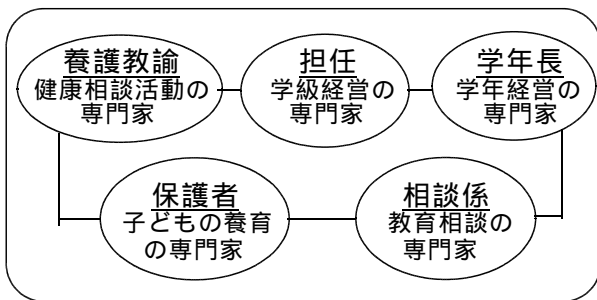 養護教諭
健康相談活動の
専門家
担任
学級経営の
専門家
学年長
学年経営の
専門家
保護者
子どもの養育
の専門家
相談係
教育相談の
専門家